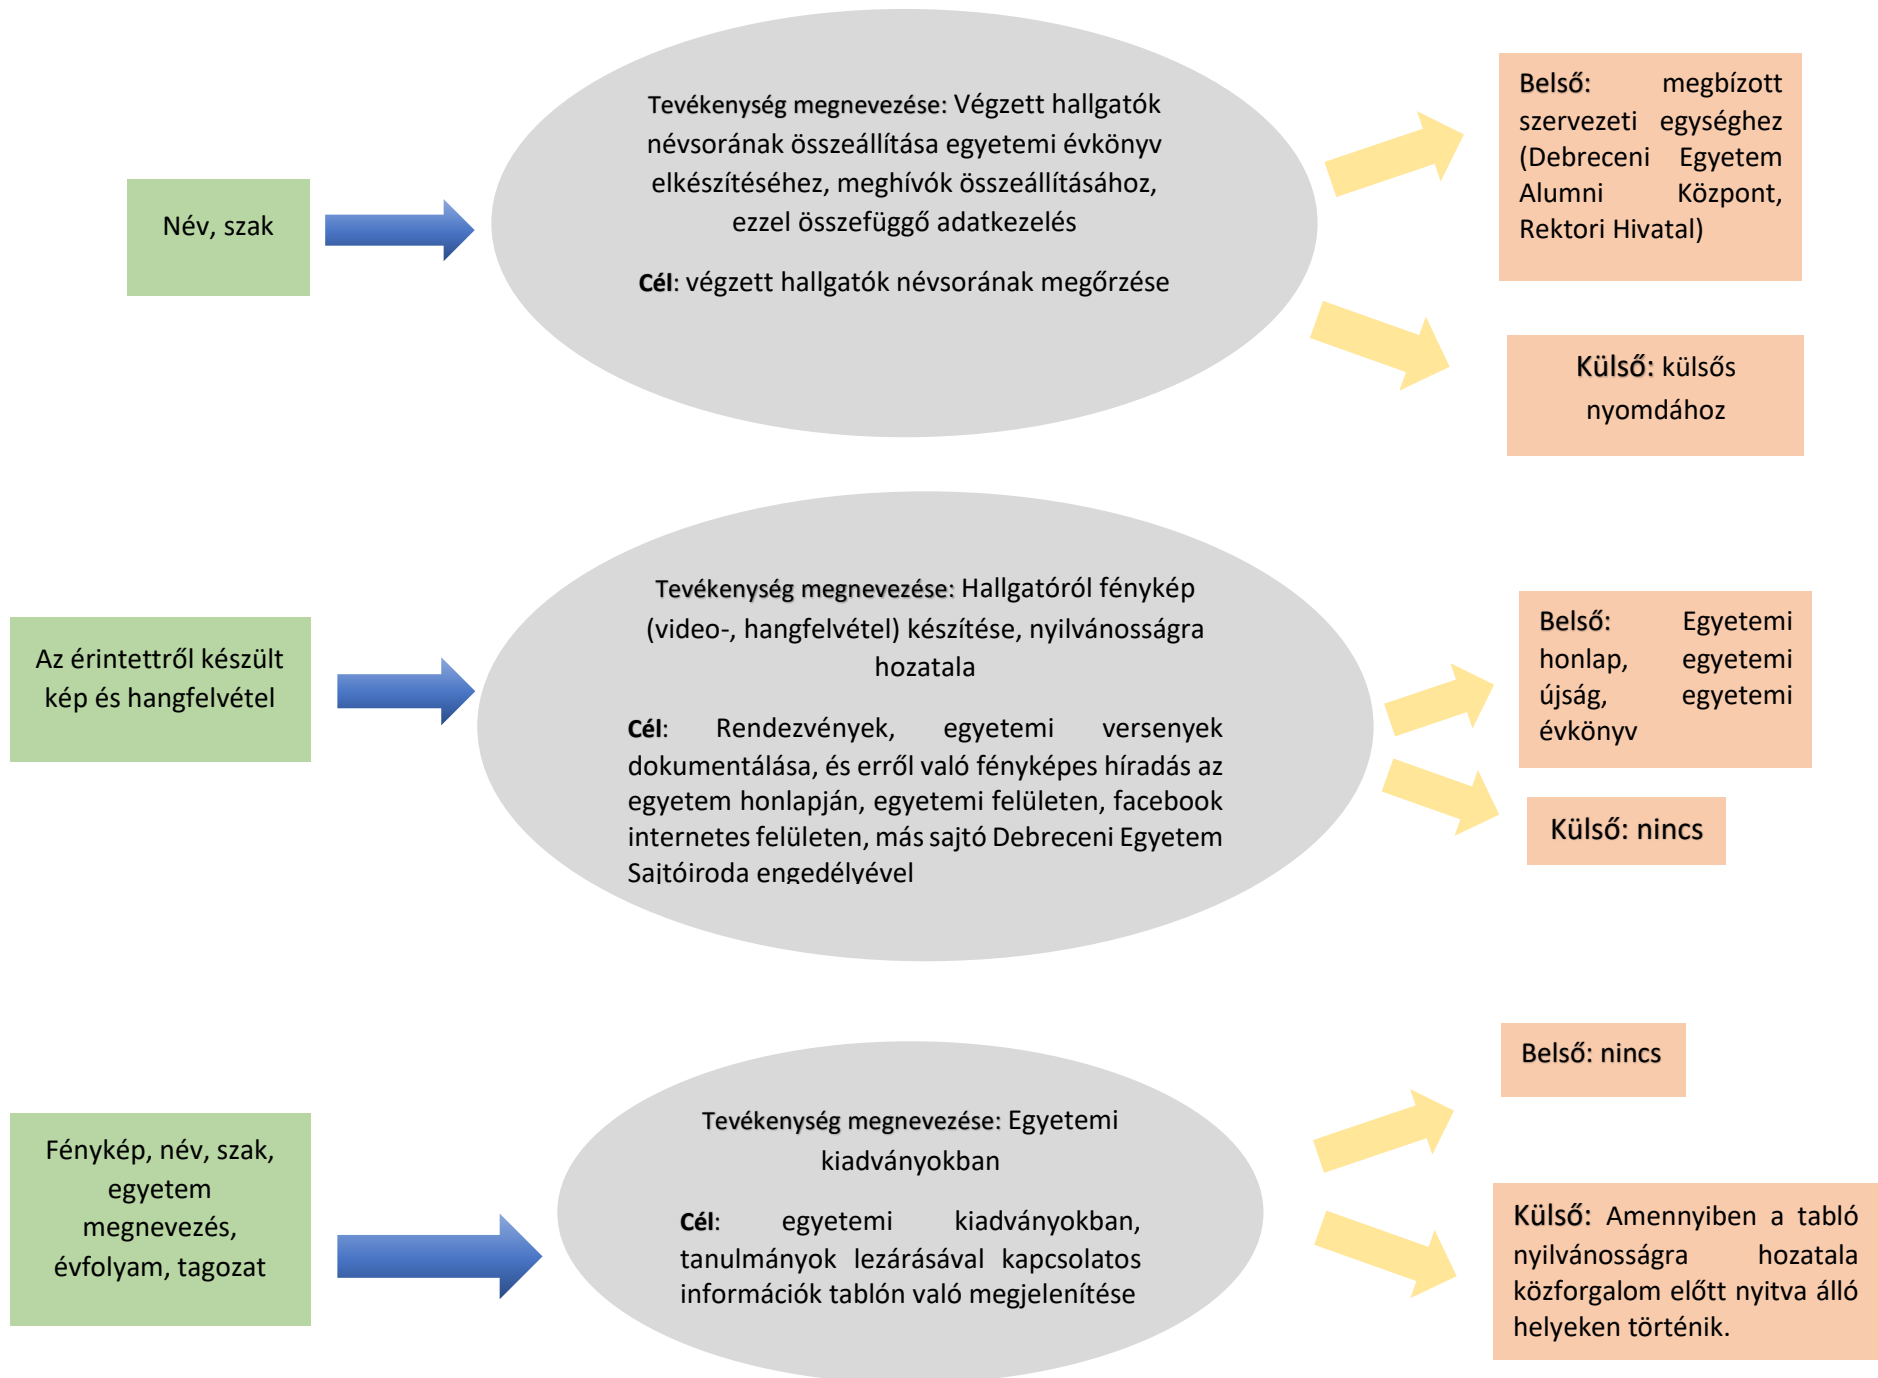 Név, szak
Tevékenység megnevezése: Végzett hallgatók
névsorának összeállítása egyetemi évkönyv
elkészítéséhez, meghívók összeállításához,
ezzel összefüggő adatkezelés
Cél: végzett hallgatók névsorának megőrzése
Belső: megbízott
szervezeti egységhez
(Debreceni Egyetem
Alumni Központ,
Rektori Hivatal)
Külső: külsős
nyomdához
Az érintettről készült
kép és hangfelvétel
Tevékenység megnevezése: Hallgatóról fénykép
(video-, hangfelvétel) készítése, nyilvánosságra
hozatala
Cél: Rendezvények, egyetemi versenyek
dokumentálása, és erről való fényképes híradás az
egyetem honlapján, egyetemi felületen, facebook
internetes felületen, más sajtó Debreceni Egyetem
Sajtóiroda engedélyével
Belső: Egyetemi
honlap, egyetemi
újság, egyetemi
évkönyv
Külső: nincs
Fénykép, név, szak,
egyetem
megnevezés,
évfolyam, tagozat
Tevékenység megnevezése: Egyetemi
kiadványokban
Cél: egyetemi kiadványokban,
tanulmányok lezárásával kapcsolatos
információk tablón való megjelenítése
Belső: nincs
Külső: Amennyiben a tabló
nyilvánosságra hozatala
közforgalom előtt nyitva álló
helyeken történik.